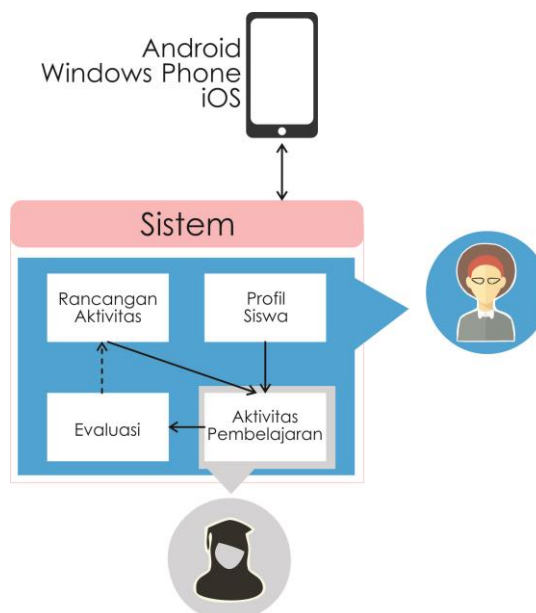 Android
Windows Phone
iOS
Sistem
Rancangan
Aktivitas
Profil
Siswa
Evaluasi
Aktivitas
Pembelajaran